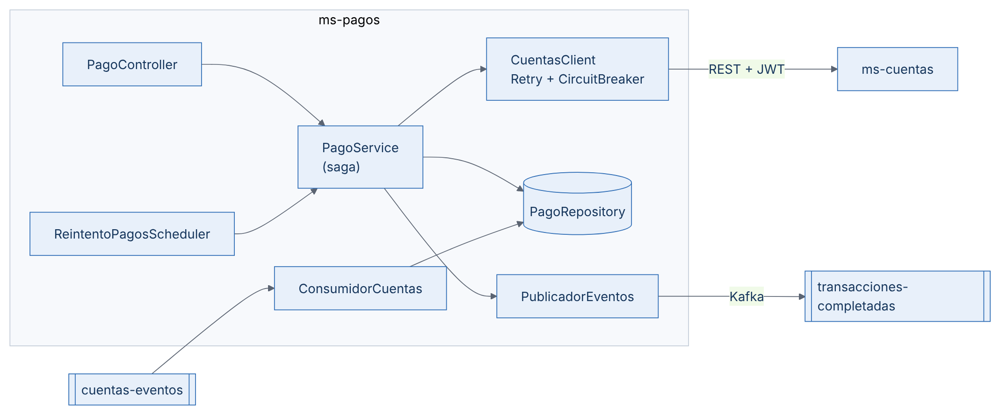 ms-pagos
PagoController
CuentasClient
Retry + CircuitBreaker
REST + JWT
ms-cuentas
PagoService
(saga)
PagoRepository
ReintentoPagosScheduler
ConsumidorCuentas
PublicadorEventos
Kafka
transacciones-
completadas
cuentas-eventos